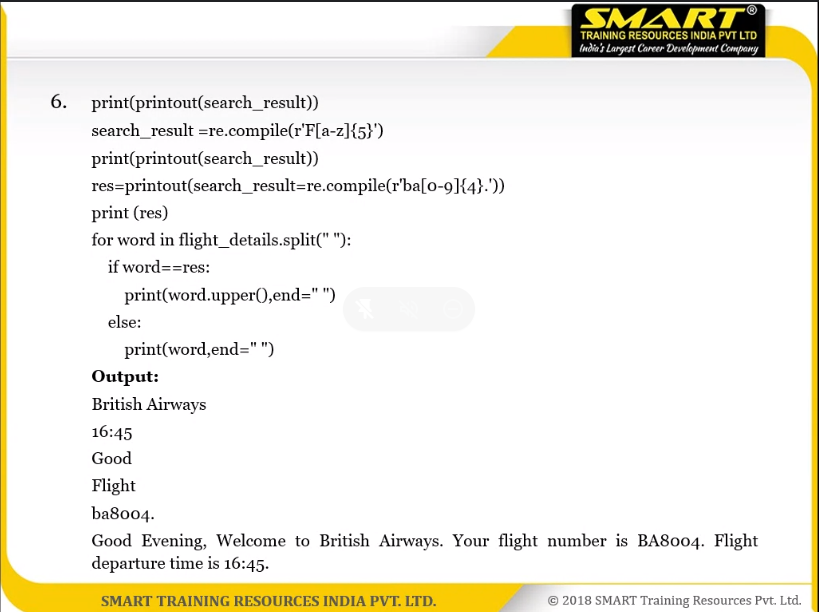 SMART®
TRAINING RESOURCES INDIA PVT LTD
India's Largest Career Development Company
6. print(printout(search_result))
search_result =re.compile(r'F[a-z]{5}')
print(printout(search_result))
res=printout(search_result=re.compile(r'ba[0-9]{4}.'))
print (res)
for word in flight_details.split(" "):
if word==res:
print(word.upper(),end=" ")
else:
print(word,end=" ")
Output:
British Airways
16:45
Good
Flight
ba8004.
Good Evening, Welcome to British Airways. Your flight number is BA8004. Flight
departure time is 16:45.
SMART TRAINING RESOURCES INDIA PVT. LTD.
© 2018 SMART Training Resources Pvt. Ltd.